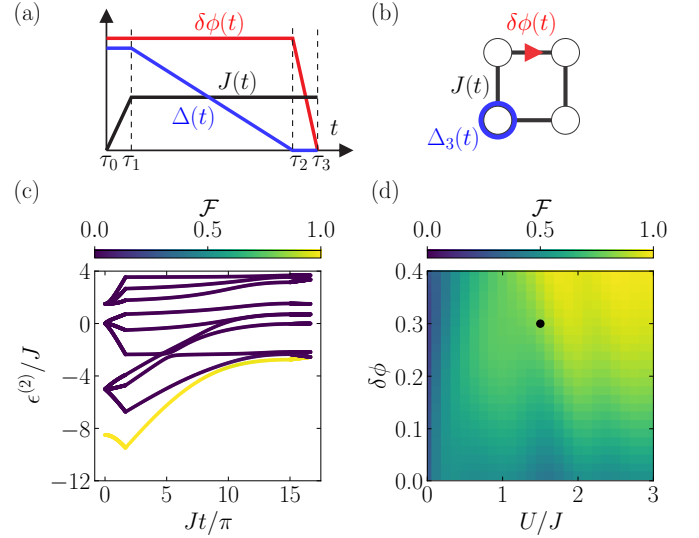 (a)
δϕ(t)
J(t)
Δ(t)
t
τ0 τ1 τ2 τ3
(b)
δϕ(t)
J(t)
Δ3(t)
(c)
F
0.0 0.5 1.0
4
0
−4
−8
−12
ϵ(2)/J
0 5 10 15
Jt/π
(d)
F
0.0 0.5 1.0
0.4
0.3
0.2
0.1
0.0
δϕ
0 1 2 3
U/J